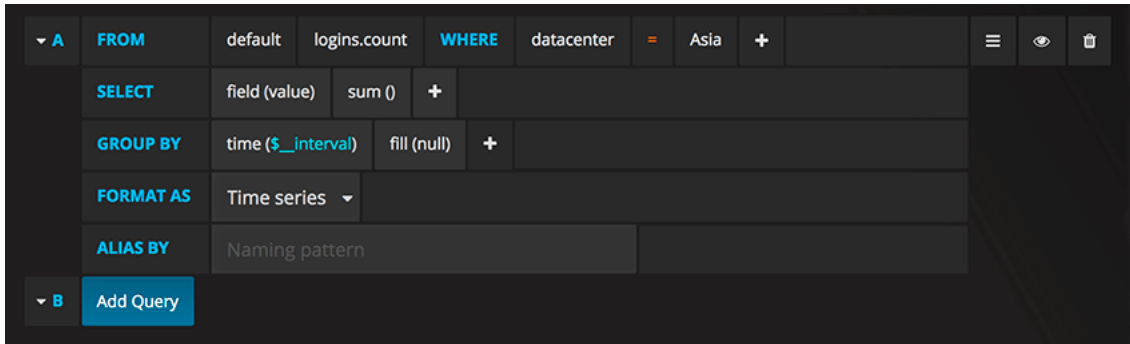 A FROM default logins.count WHERE datacenter = Asia +
SELECT field (value) sum () +
GROUP BY time ($__interval) fill (null) +
FORMAT AS Time series
ALIAS BY Naming pattern
B Add Query